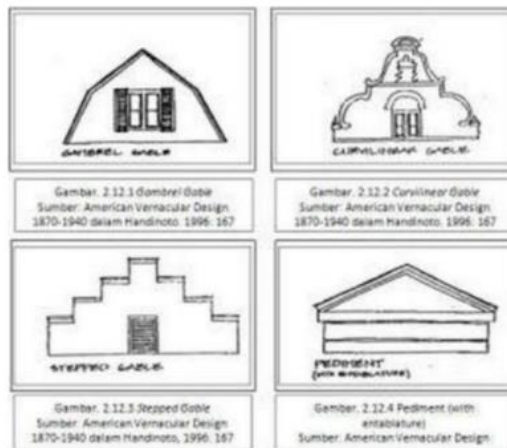 GAMBREL GABLE
CURVILINEAR GABLE
Gambar. 2.12.1 Gambrel Gable
Sumber: American Vernacular Design
1870-1940 dalam Handinoto. 1996: 167
Gambar. 2.12.2 Curvilinear Gable
Sumber: American Vernacular Design
1870-1940 dalam Handinoto. 1996: 167
STEPPED GABLE
PEDIMENT
(WITH ENTABLATURE)
Gambar. 2.12.3 Stepped Gable
Sumber: American Vernacular Design
1870-1940 dalam Handinoto, 1996: 167
Gambar. 2.12.4 Pediment (with
entablature)
Sumber: American Vernacular Design